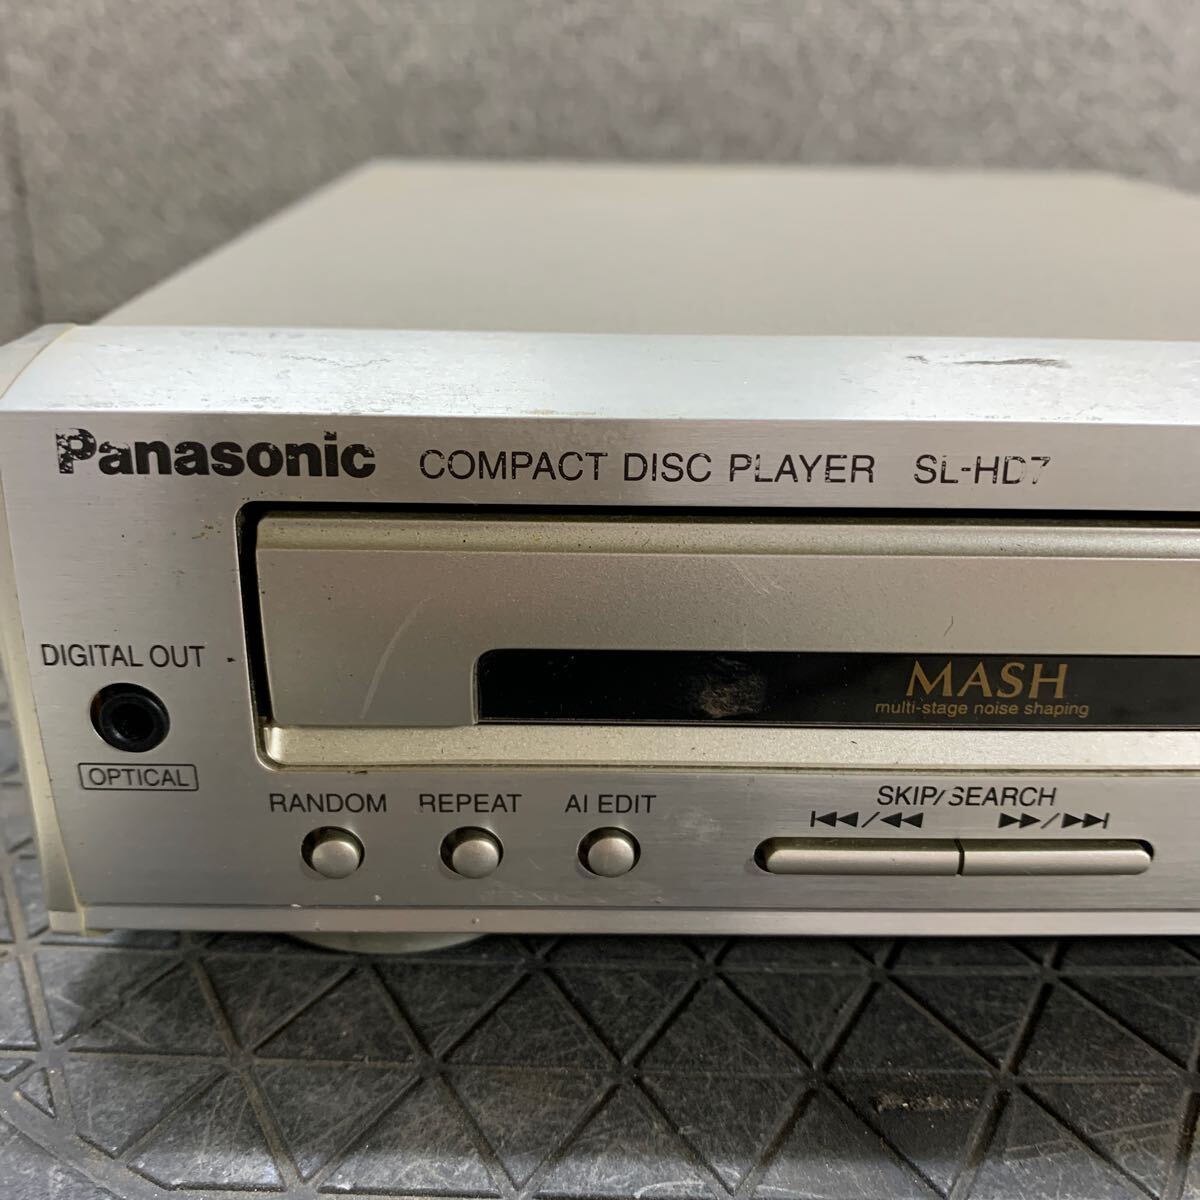 Panasonic COMPACT DISC PLAYER SL-HD7
DIGITAL OUT
OPTICAL
MASH
multi-stage noise shaping
RANDOM REPEAT AI EDIT
SKIP/SEARCH